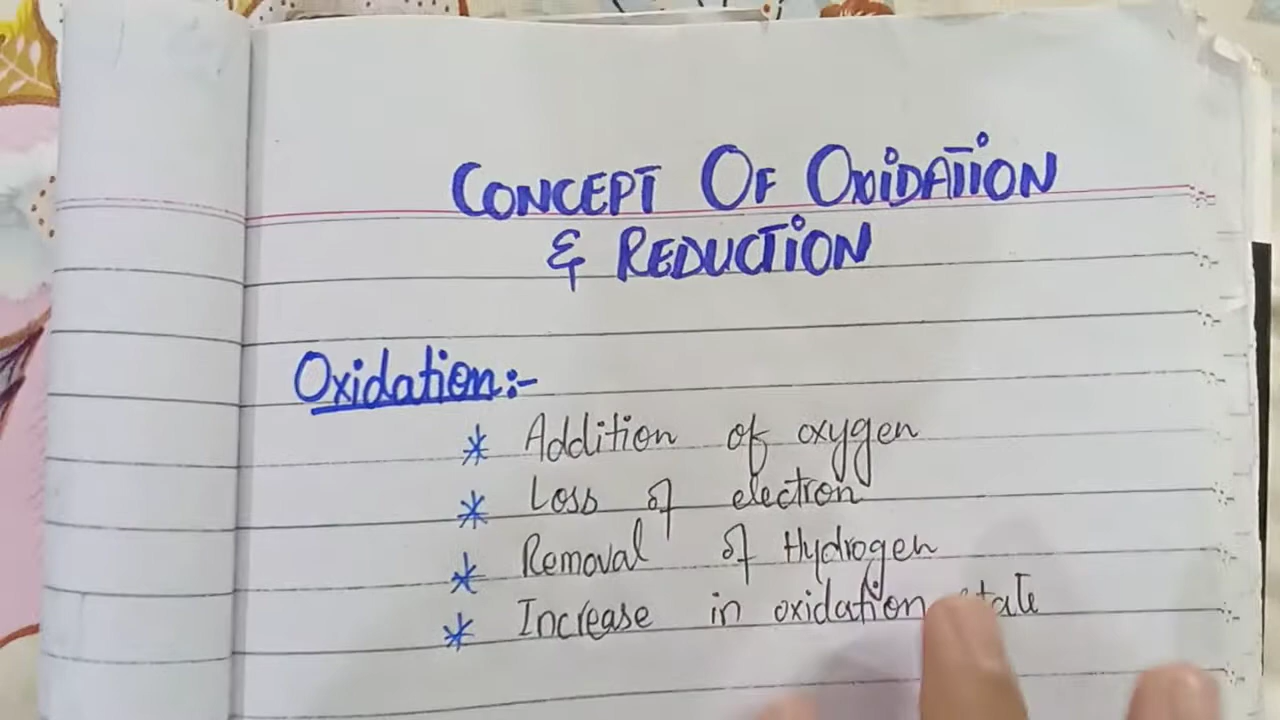 CONCEPT OF OXIDATION
& REDUCTION
Oxidation:-
* Addition of oxygen
* Loss of electron
* Removal of Hydrogen
* Increase in oxidation state